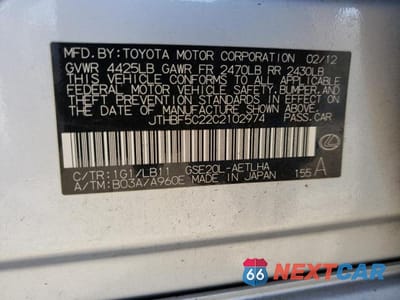 MFD. BY: TOYOTA MOTOR CORPORATION 02/12
GVWR 4425LB GAWR FR 2470LB RR 2430LB
THIS VEHICLE CONFORMS TO ALL APPLICABLE
FEDERAL MOTOR VEHICLE SAFETY, BUMPER, AND
THEFT PREVENTION STANDARDS IN EFFECT ON
THE DATE OF MANUFACTURE SHOWN ABOVE.
JTHBF5C22C2102974 PASS.CAR
C/TR: 1G1/LB11 GSE20L-AETLHA
A/TM: B03A/A960E MADE IN JAPAN 155 A
66 NEXTCAR